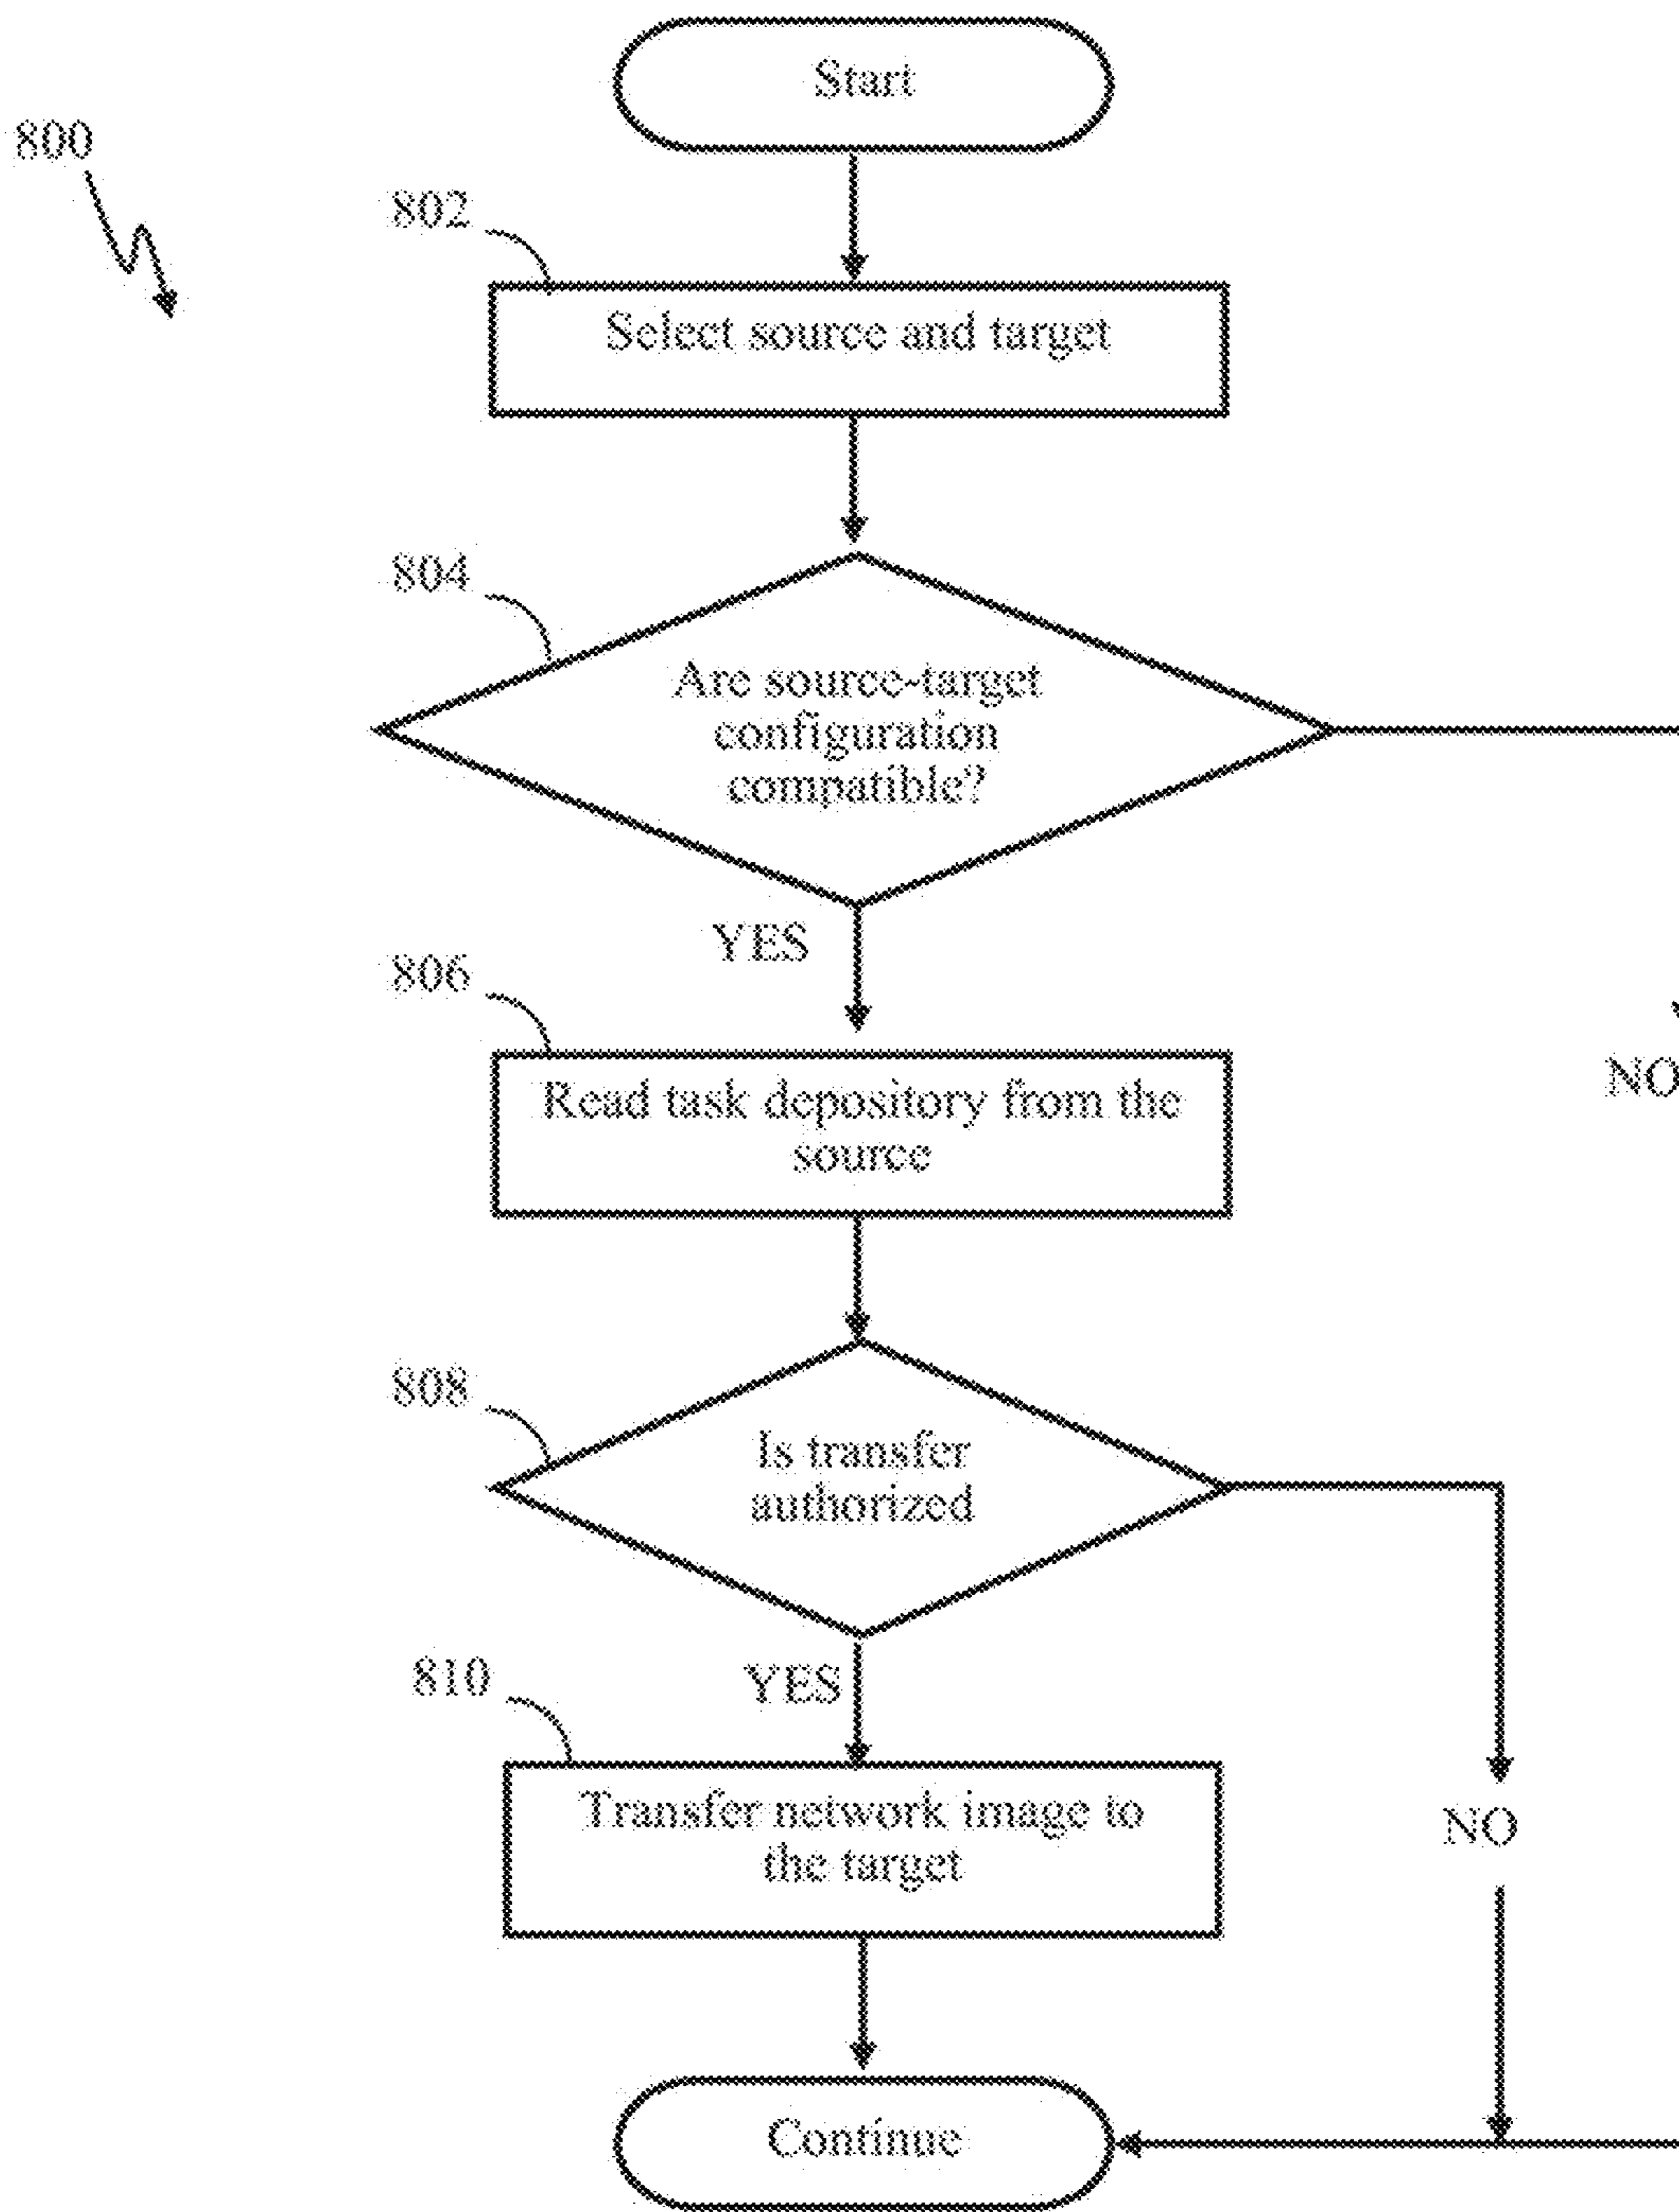 Start
800
802
Select source and target
804
Are source-target
configuration
compatible?
YES
806
NO
Read task depository from the
source
808
Is transfer
authorized
810
YES
Transfer network image to
the target
NO
Continue